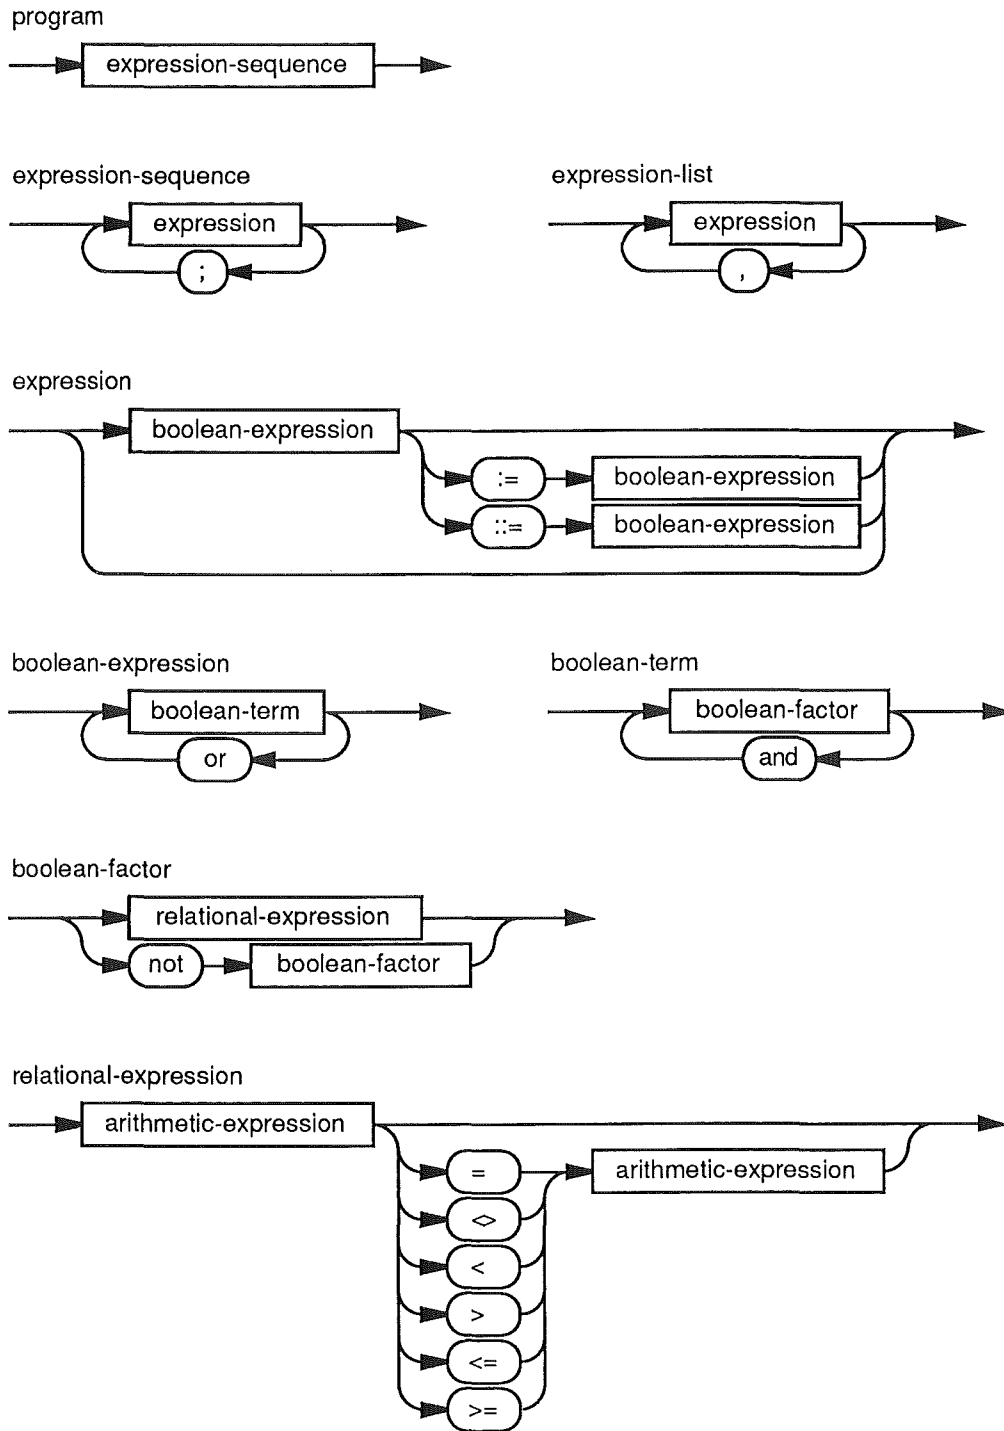 program
expression-sequence
expression-sequence
expression-list
expression
expression
;
,
expression
boolean-expression
:= boolean-expression
::= boolean-expression
boolean-expression
boolean-term
boolean-term
boolean-factor
or
and
boolean-factor
relational-expression
not boolean-factor
relational-expression
arithmetic-expression
= arithmetic-expression
<>
<
>
<=
>=